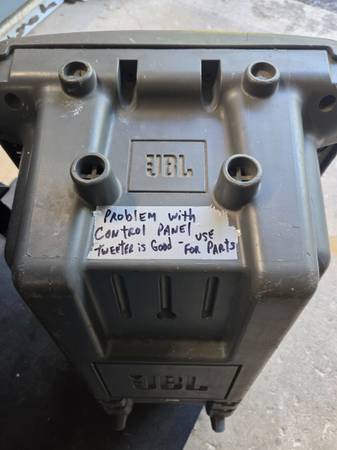 JBL
PROBLEM with
CONTROL PANEL
TWEETER is GOOD - USE FOR PARTS
JBL